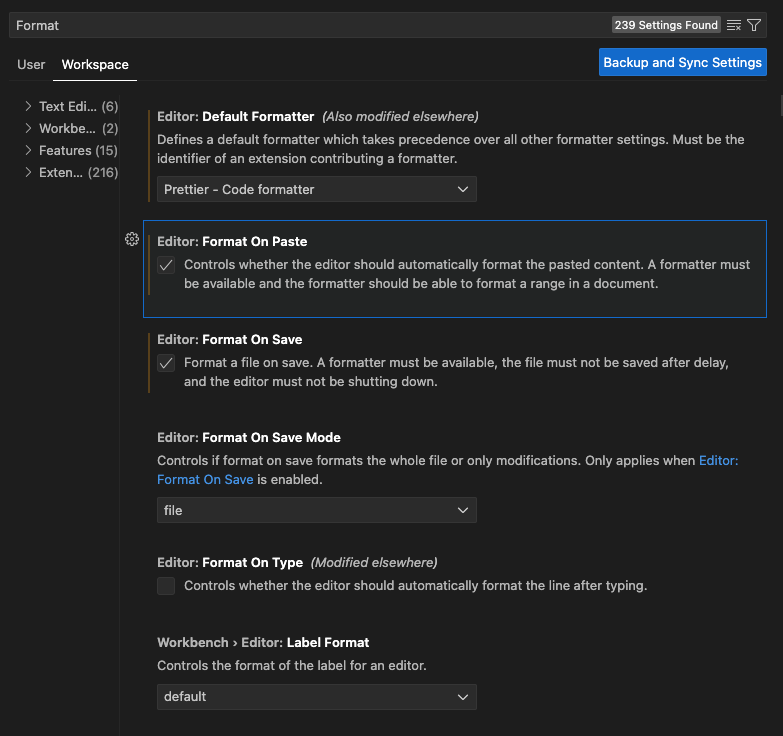 Format
239 Settings Found
User
Workspace
Backup and Sync Settings
Text Edi... (6)
Workbe... (2)
Features (15)
Exten... (216)
Editor: Default Formatter (Also modified elsewhere)
Defines a default formatter which takes precedence over all other formatter settings. Must be the
identifier of an extension contributing a formatter.
Prettier - Code formatter
Editor: Format On Paste
Controls whether the editor should automatically format the pasted content. A formatter must
be available and the formatter should be able to format a range in a document.
Editor: Format On Save
Format a file on save. A formatter must be available, the file must not be saved after delay,
and the editor must not be shutting down.
Editor: Format On Save Mode
Controls if format on save formats the whole file or only modifications. Only applies when Editor:
Format On Save is enabled.
file
Editor: Format On Type (Modified elsewhere)
Controls whether the editor should automatically format the line after typing.
Workbench › Editor: Label Format
Controls the format of the label for an editor.
default